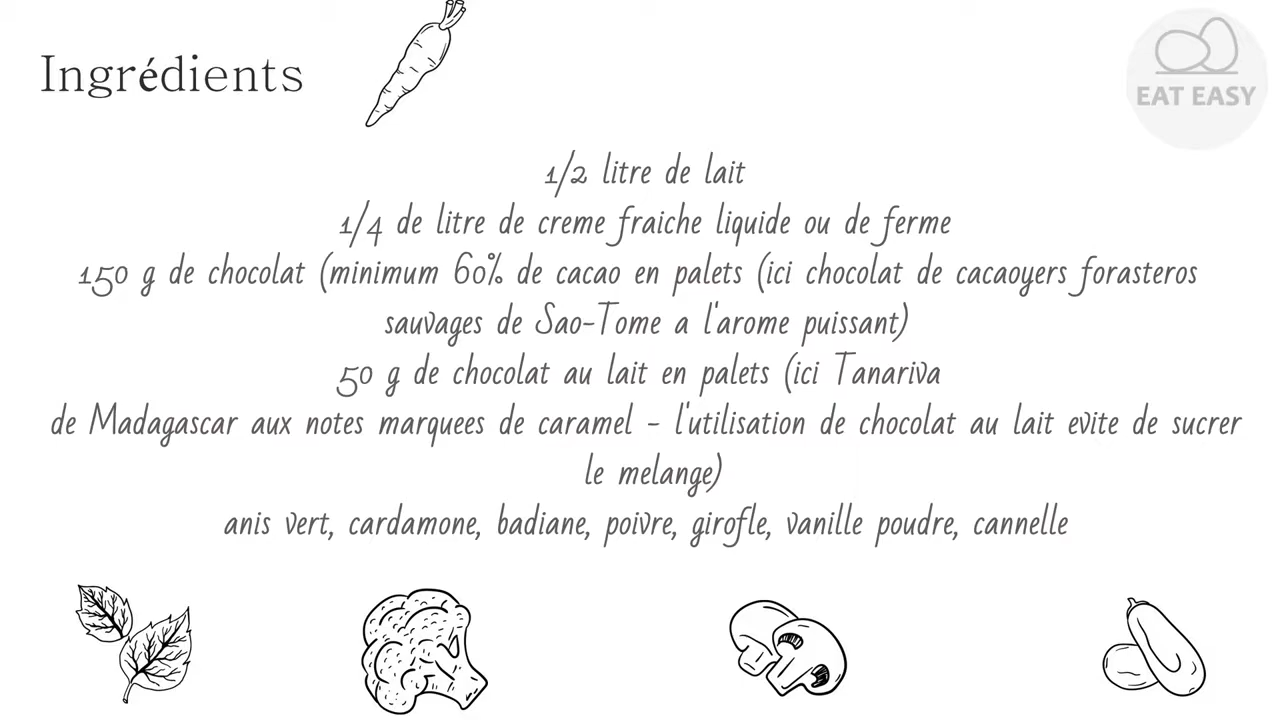 Ingrédients
EAT EASY
1/2 litre de lait
1/4 de litre de creme fraiche liquide ou de ferme
150 g de chocolat (minimum 60% de cacao en palets (ici chocolat de cacaoyers forasteros
sauvages de Sao-Tome a l'arome puissant)
50 g de chocolat au lait en palets (ici Tanariva
de Madagascar aux notes marquees de caramel - l'utilisation de chocolat au lait evite de sucrer
le melange)
anis vert, cardamone, badiane, poivre, girofle, vanille poudre, cannelle